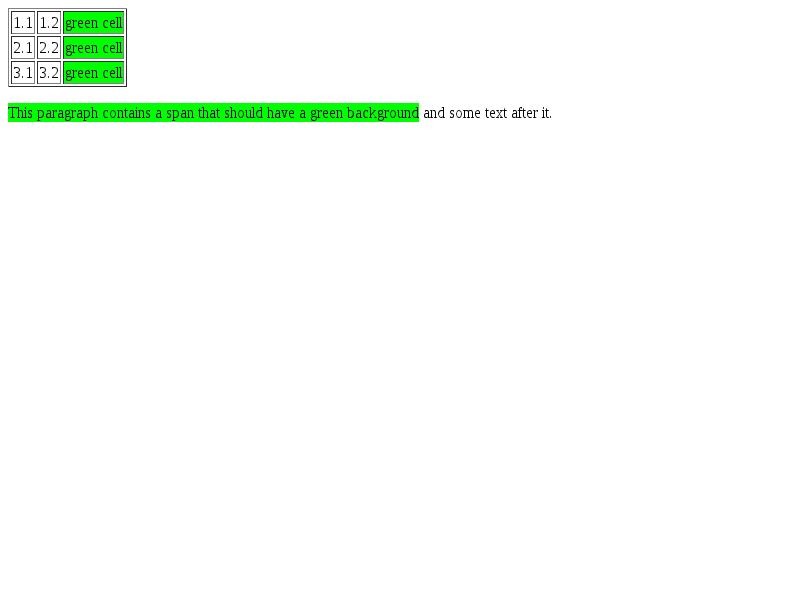 1.1 1.2 green cell
2.1 2.2 green cell
3.1 3.2 green cell
This paragraph contains a span that should have a green background and some text after it.